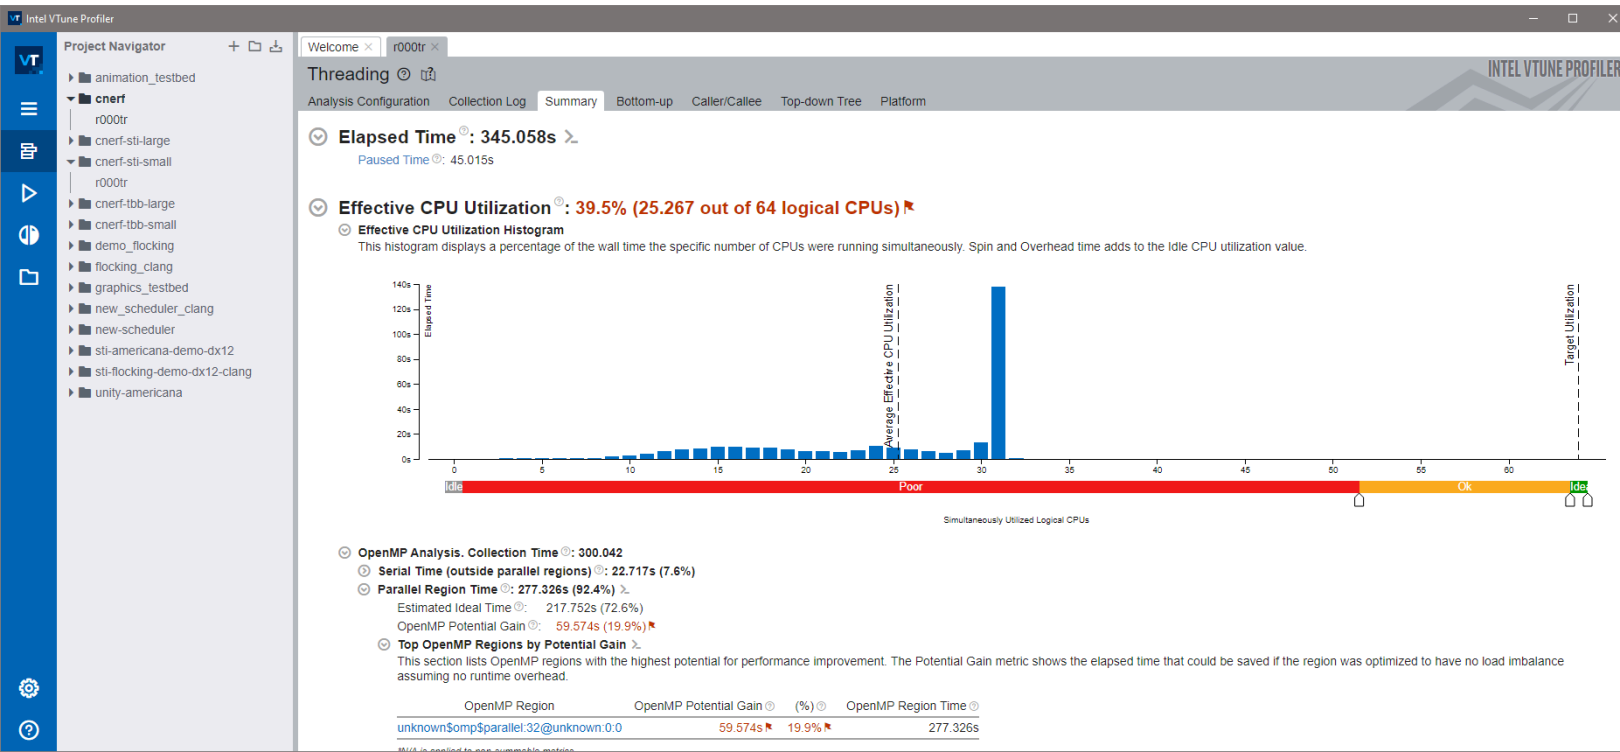 VT Intel VTune Profiler
VT
Project Navigator
animation_testbed
cnerf
r000tr
cnerf-sti-large
cnerf-sti-small
r000tr
cnerf-tbb-large
cnerf-tbb-small
demo_flocking
flocking_clang
graphics_testbed
new_scheduler_clang
new-scheduler
sti-americana-demo-dx12
sti-flocking-demo-dx12-clang
unity-americana
Welcome × r000tr ×
Threading
INTEL VTUNE PROFILER
Analysis Configuration Collection Log Summary Bottom-up Caller/Callee Top-down Tree Platform
Elapsed Time: 345.058s
Paused Time: 45.015s
Effective CPU Utilization: 39.5% (25.267 out of 64 logical CPUs)
Effective CPU Utilization Histogram
This histogram displays a percentage of the wall time the specific number of CPUs were running simultaneously. Spin and Overhead time adds to the Idle CPU utilization value.
140s
120s
100s
80s
60s
40s
20s
0s
Elapsed Time
Average Effective CPU Utilization
Target Utilization
0 5 10 15 20 25 30 35 40 45 50 55 60
Idle Poor Ok Idea
Simultaneously Utilized Logical CPUs
OpenMP Analysis. Collection Time: 300.042
Serial Time (outside parallel regions): 22.717s (7.6%)
Parallel Region Time: 277.326s (92.4%)
Estimated Ideal Time: 217.752s (72.6%)
OpenMP Potential Gain: 59.574s (19.9%)
Top OpenMP Regions by Potential Gain
This section lists OpenMP regions with the highest potential for performance improvement. The Potential Gain metric shows the elapsed time that could be saved if the region was optimized to have no load imbalance
assuming no runtime overhead.
OpenMP Region OpenMP Potential Gain (%) OpenMP Region Time
unknown$omp$parallel:32@unknown:0:0 59.574s 19.9% 277.326s
*N/A is applied to non-summable metrics.